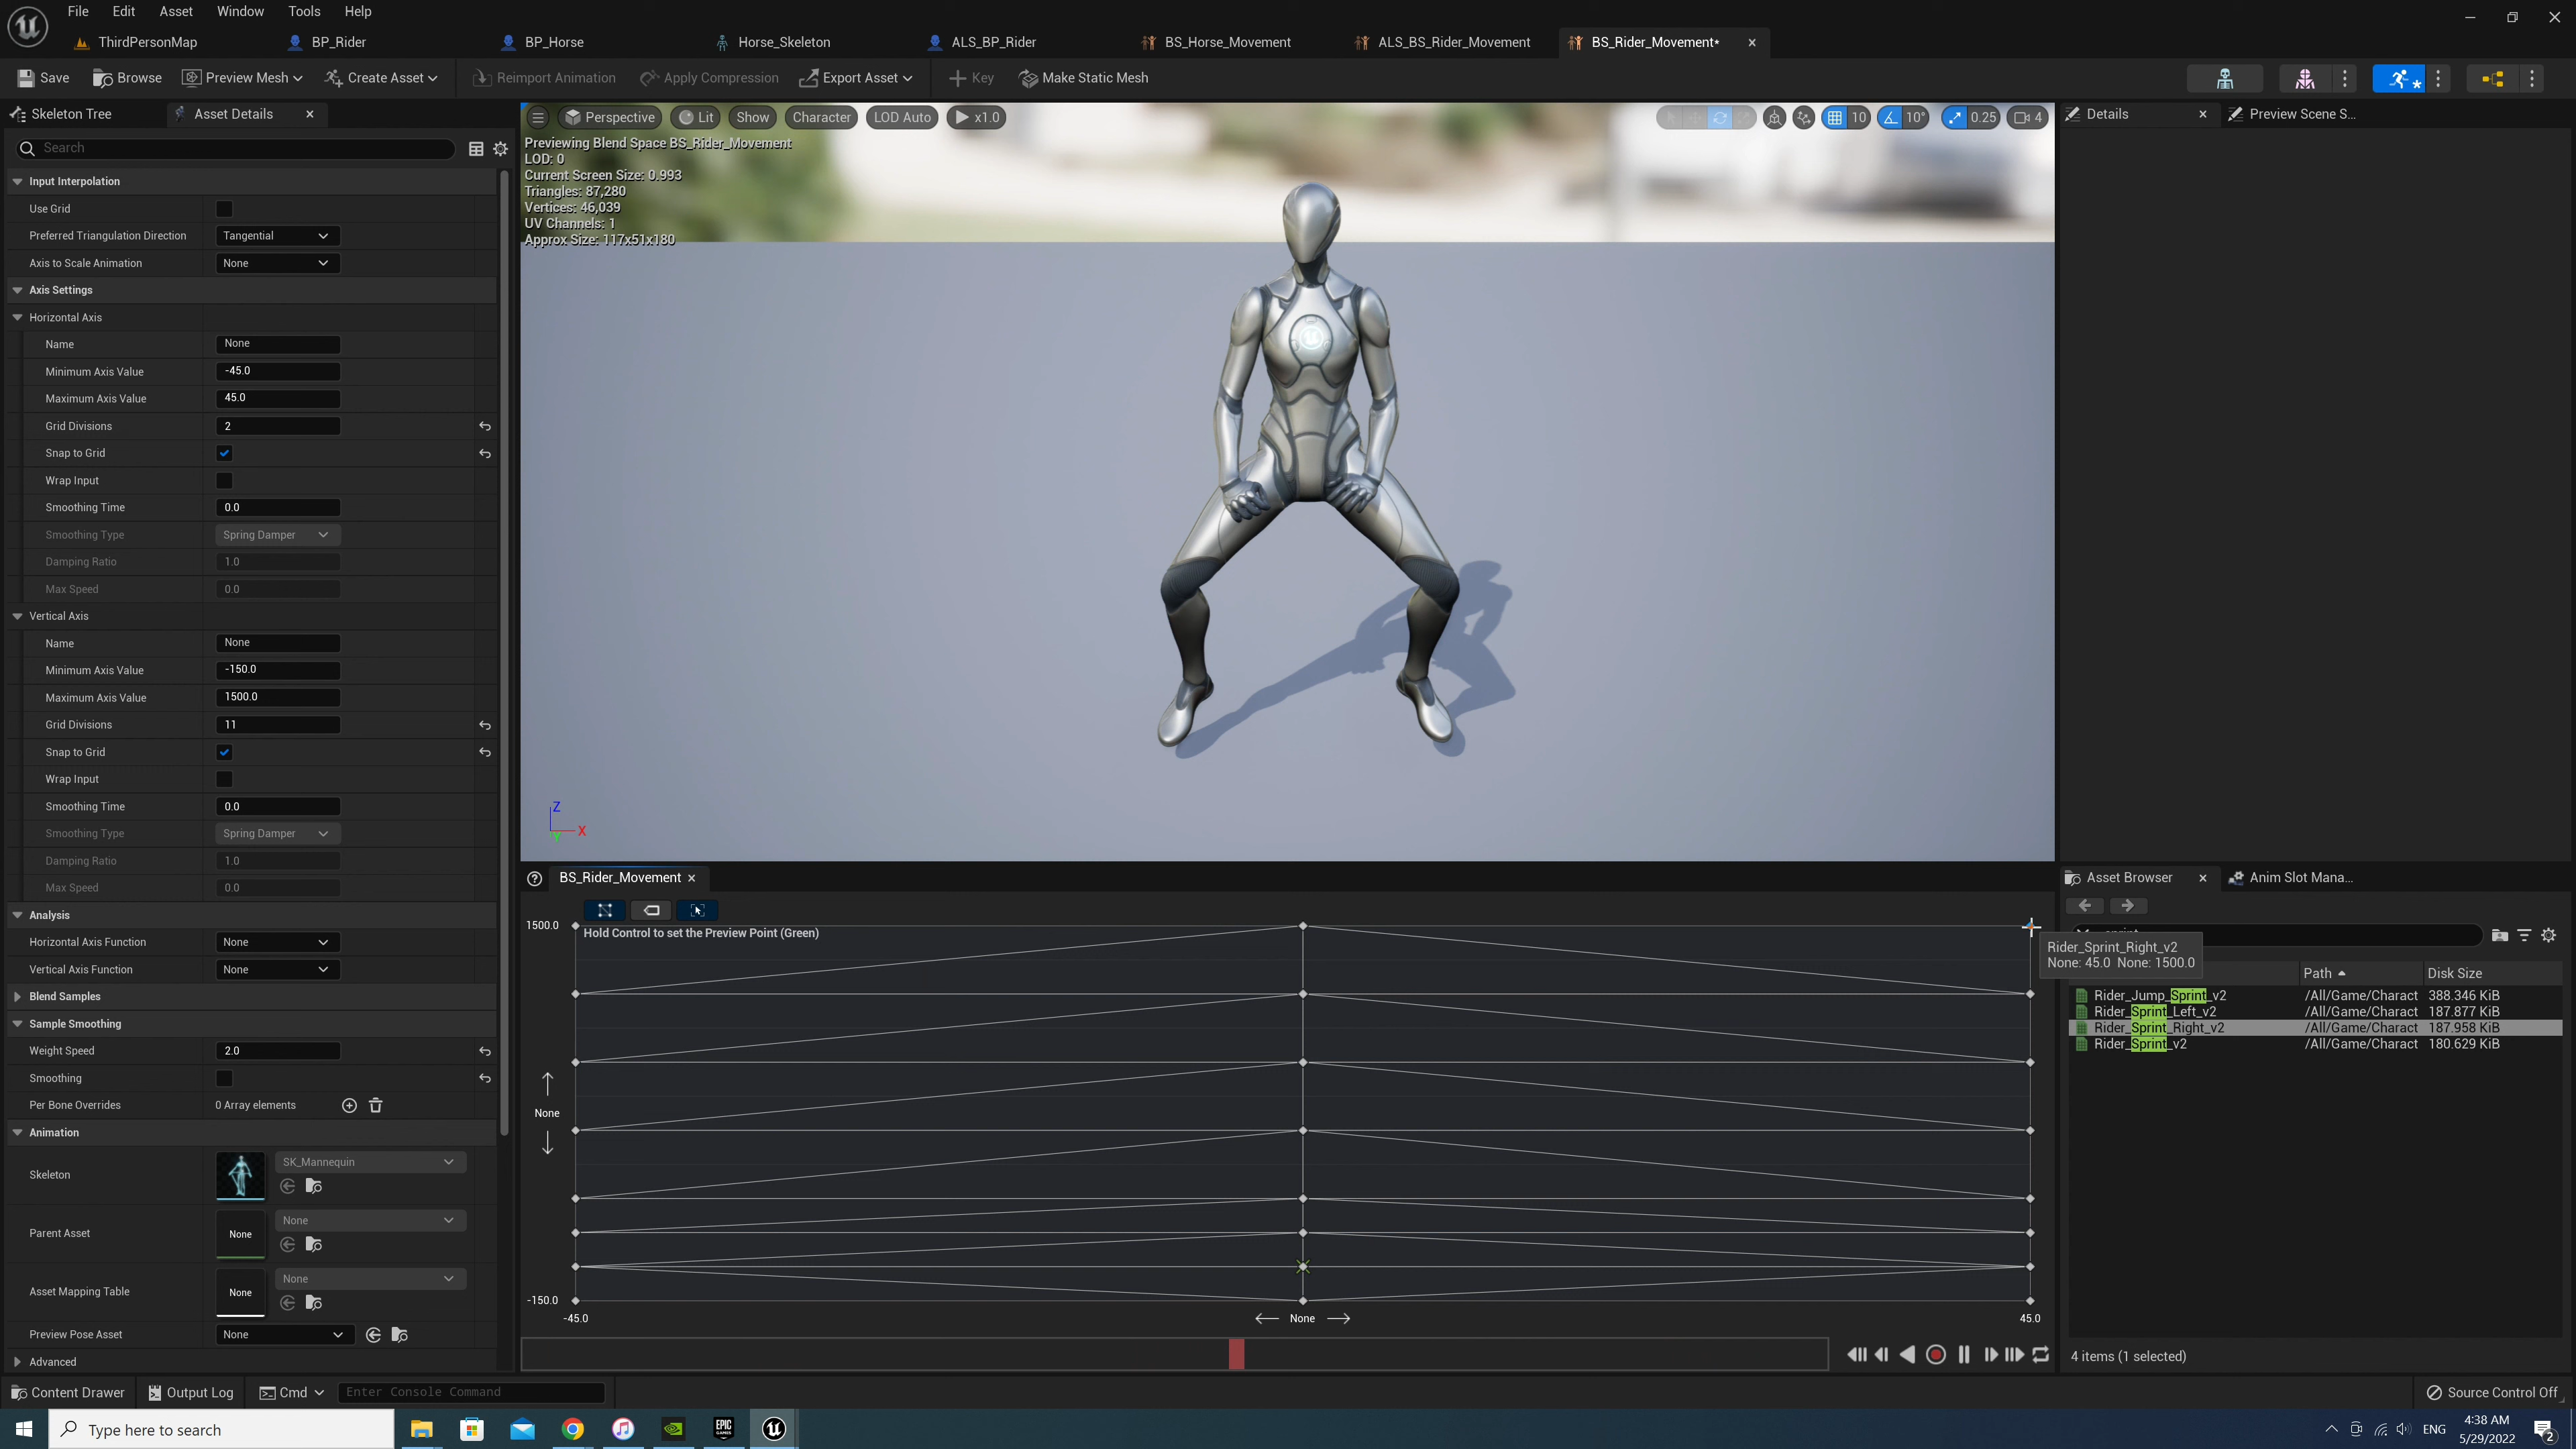 File Edit Asset Window Tools Help
ThirdPersonMap BP_Rider BP_Horse Horse_Skeleton ALS_BP_Rider BS_Horse_Movement ALS_BS_Rider_Movement BS_Rider_Movement*
Save Browse Preview Mesh Create Asset Reimport Animation Apply Compression Export Asset Key Make Static Mesh
Skeleton Tree Asset Details
Search
Input Interpolation
Use Grid
Preferred Triangulation Direction Tangential
Axis to Scale Animation None
Axis Settings
Horizontal Axis
Name None
Minimum Axis Value -45.0
Maximum Axis Value 45.0
Grid Divisions 2
Snap to Grid
Wrap Input
Smoothing Time 0.0
Smoothing Type Spring Damper
Damping Ratio 1.0
Max Speed 0.0
Vertical Axis
Name None
Minimum Axis Value -150.0
Maximum Axis Value 1500.0
Grid Divisions 11
Snap to Grid
Wrap Input
Smoothing Time 0.0
Smoothing Type Spring Damper
Damping Ratio 1.0
Max Speed 0.0
Analysis
Horizontal Axis Function None
Vertical Axis Function None
Blend Samples
Sample Smoothing
Weight Speed 2.0
Smoothing
Per Bone Overrides 0 Array elements
Animation
Skeleton SK_Mannequin
Parent Asset None None
Asset Mapping Table None None
Preview Pose Asset None
Advanced
Perspective Lit Show Character LOD Auto x1.0 10 10° 0.25 4
Previewing Blend Space BS_Rider_Movement
LOD: 0
Current Screen Size: 0.993
Triangles: 87,280
Vertices: 46,039
UV Channels: 1
Approx Size: 117x51x180
Z
X
Y
BS_Rider_Movement
1500.0 Hold Control to set the Preview Point (Green)
None
-150.0
-45.0 None 45.0
Details Preview Scene S...
Asset Browser Anim Slot Mana...
Rider_Sprint_Right_v2
None: 45.0 None: 1500.0
Path Disk Size
Rider_Jump_Sprint_v2 /All/Game/Charact 388.346 KiB
Rider_Sprint_Left_v2 /All/Game/Charact 187.877 KiB
Rider_Sprint_Right_v2 /All/Game/Charact 187.958 KiB
Rider_Sprint_v2 /All/Game/Charact 180.629 KiB
4 items (1 selected)
Content Drawer Output Log Cmd Enter Console Command Source Control Off
Type here to search EPIC GAMES ENG 4:38 AM
5/29/2022 2